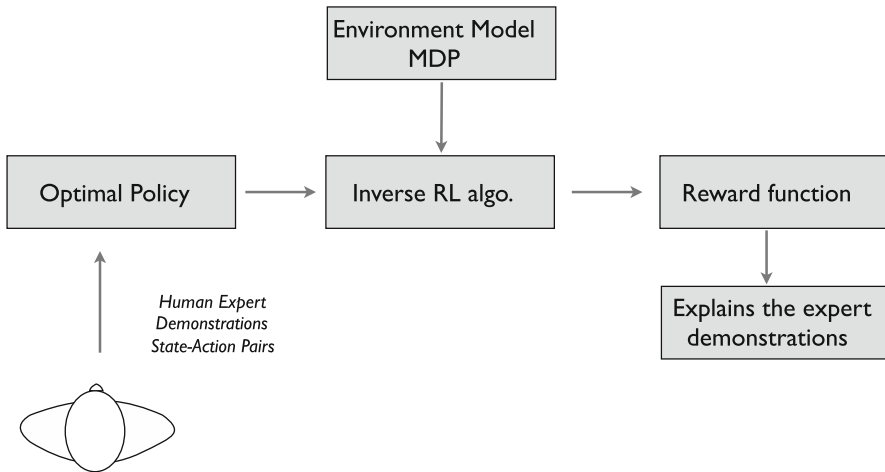 Environment Model
MDP
Optimal Policy
Inverse RL algo.
Reward function
Human Expert
Demonstrations
State-Action Pairs
Explains the expert
demonstrations